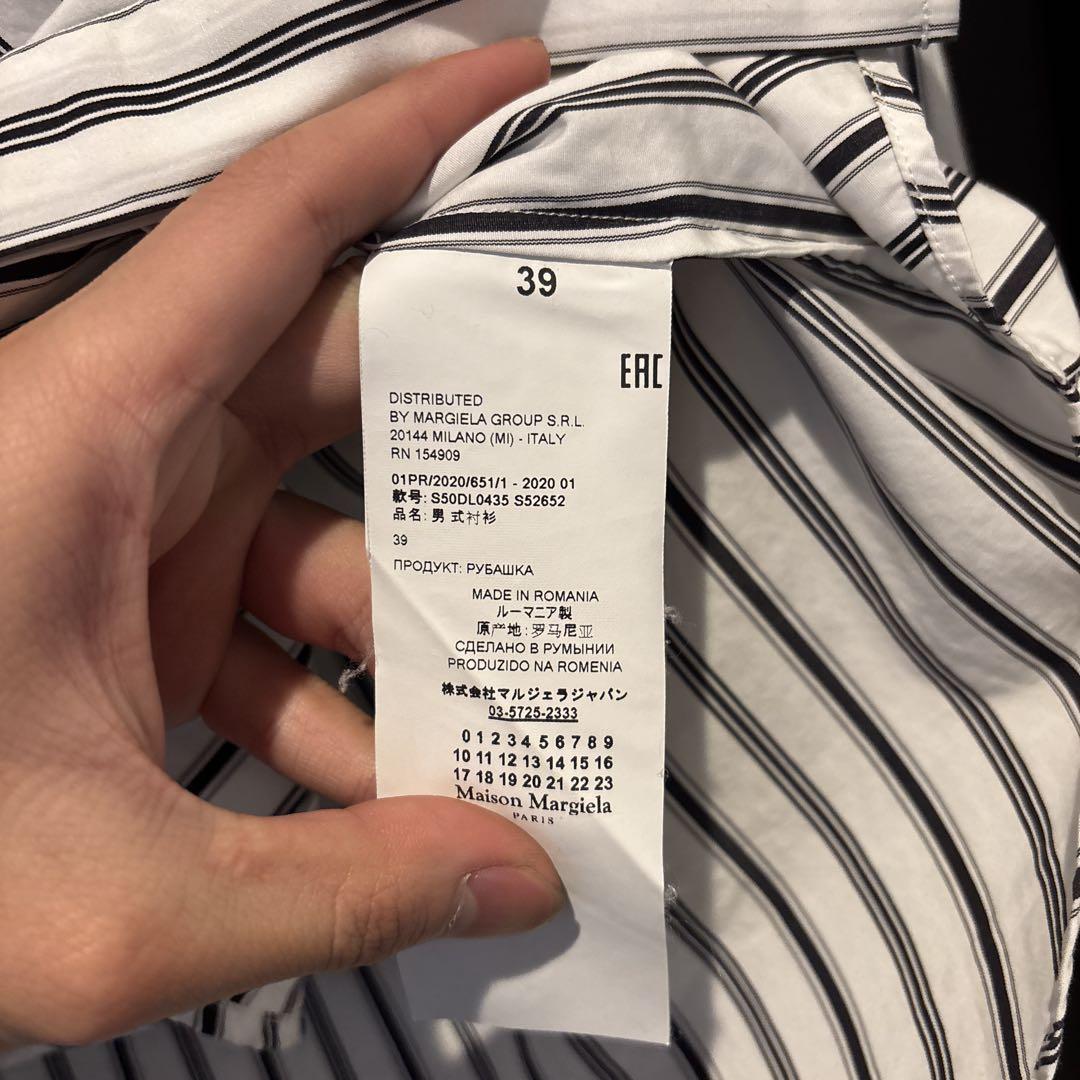 39
EAC
DISTRIBUTED
BY MARGIELA GROUP S.R.L.
20144 MILANO (MI) - ITALY
RN 154909
01PR/2020/651/1 - 2020 01
款号: S50DL0435 S52652
品名: 男 式衬衫
39
ПРОДУКТ: РУБАШКА
MADE IN ROMANIA
ルーマニア製
原产地: 罗马尼亚
СДЕЛАНО В РУМЫНИИ
PRODUZIDO NA ROMENIA
株式会社マルジェラジャパン
03-5725-2333
0 1 2 3 4 5 6 7 8 9
10 11 12 13 14 15 16
17 18 19 20 21 22 23
Maison Margiela
PARIS